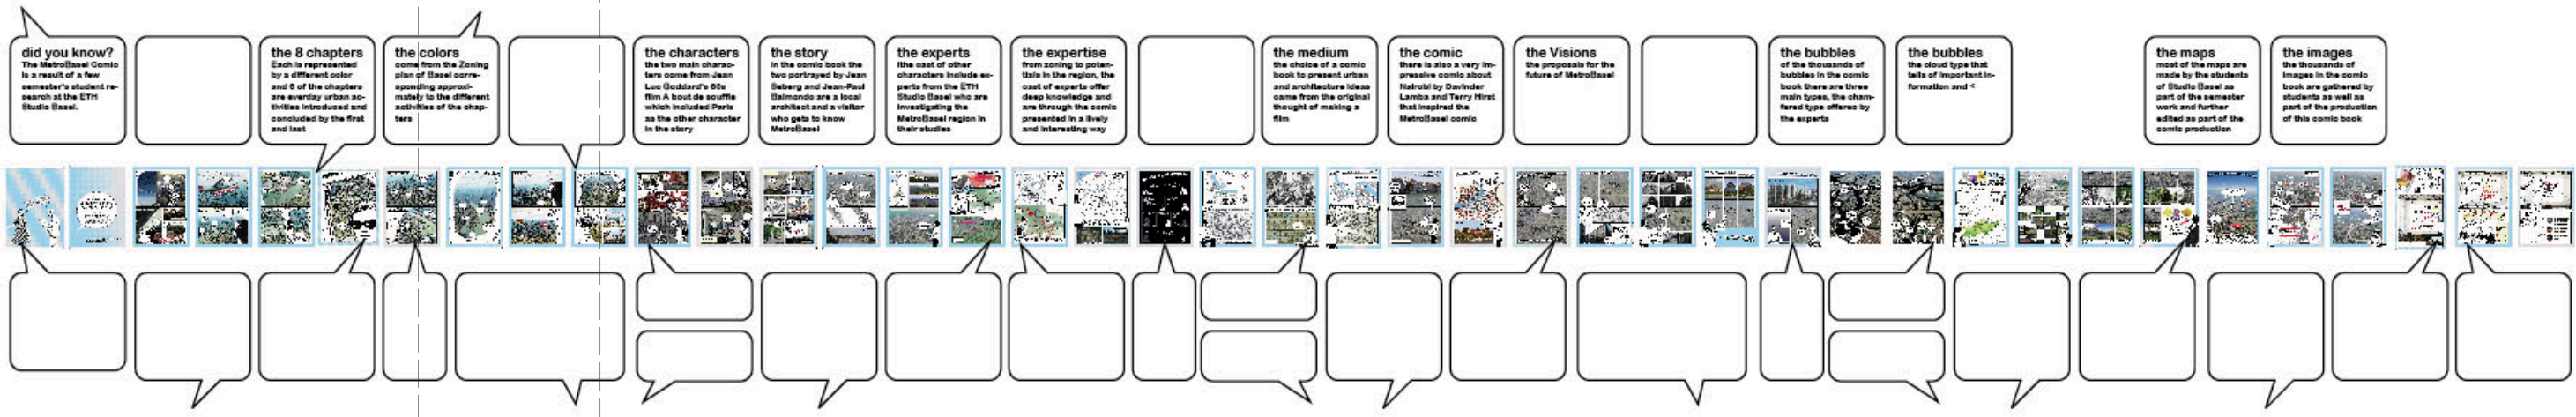 did you know?
The MetroBasel Comic
is a result of a few
semester's student re-
search at the ETH
Studio Basel.
the 8 chapters
Each is represented
by a different color
and 6 of the chapters
are everday urban ac-
tivities introduced and
concluded by the first
and last
the colors
come from the Zoning
plan of Basel corre-
sponding approxi-
mately to the different
activities of the chap-
ters
the characters
the two main charac-
ters come from Jean
Luc Goddard's 60s
film A bout de souffle
which included Paris
as the other character
in the story
the story
in the comic book the
two portrayed by Jean
Seberg and Jean-Paul
Balmondo are a local
architect and a visitor
who gets to know
MetroBasel
the experts
lthe cast of other
characters include ex-
perts from the ETH
Studio Basel who are
investigating the
MetroBasel region in
their studies
the expertise
from zoning to poten-
tials in the region, the
cast of experts offer
deep knowledge and
are through the comic
presented in a lively
and interesting way
the medium
the choice of a comic
book to present urban
and architecture ideas
came from the original
thought of making a
film
the comic
there is also a very im-
pressive comic about
Nairobi by Davinder
Lamba and Terry Hirst
that inspired the
MetroBasel comic
the Visions
the proposals for the
future of MetroBasel
the bubbles
of the thousands of
bubbles in the comic
book there are three
main types, the cham-
fered type offered by
the experts
the bubbles
the cloud type that
tells of important in-
formation and <
the maps
most of the maps are
made by the students
of Studio Basel as
part of the semester
work and further
edited as part of the
comic production
the images
the thousands of
images in the comic
book are gathered by
students as well as
part of the production
of this comic book